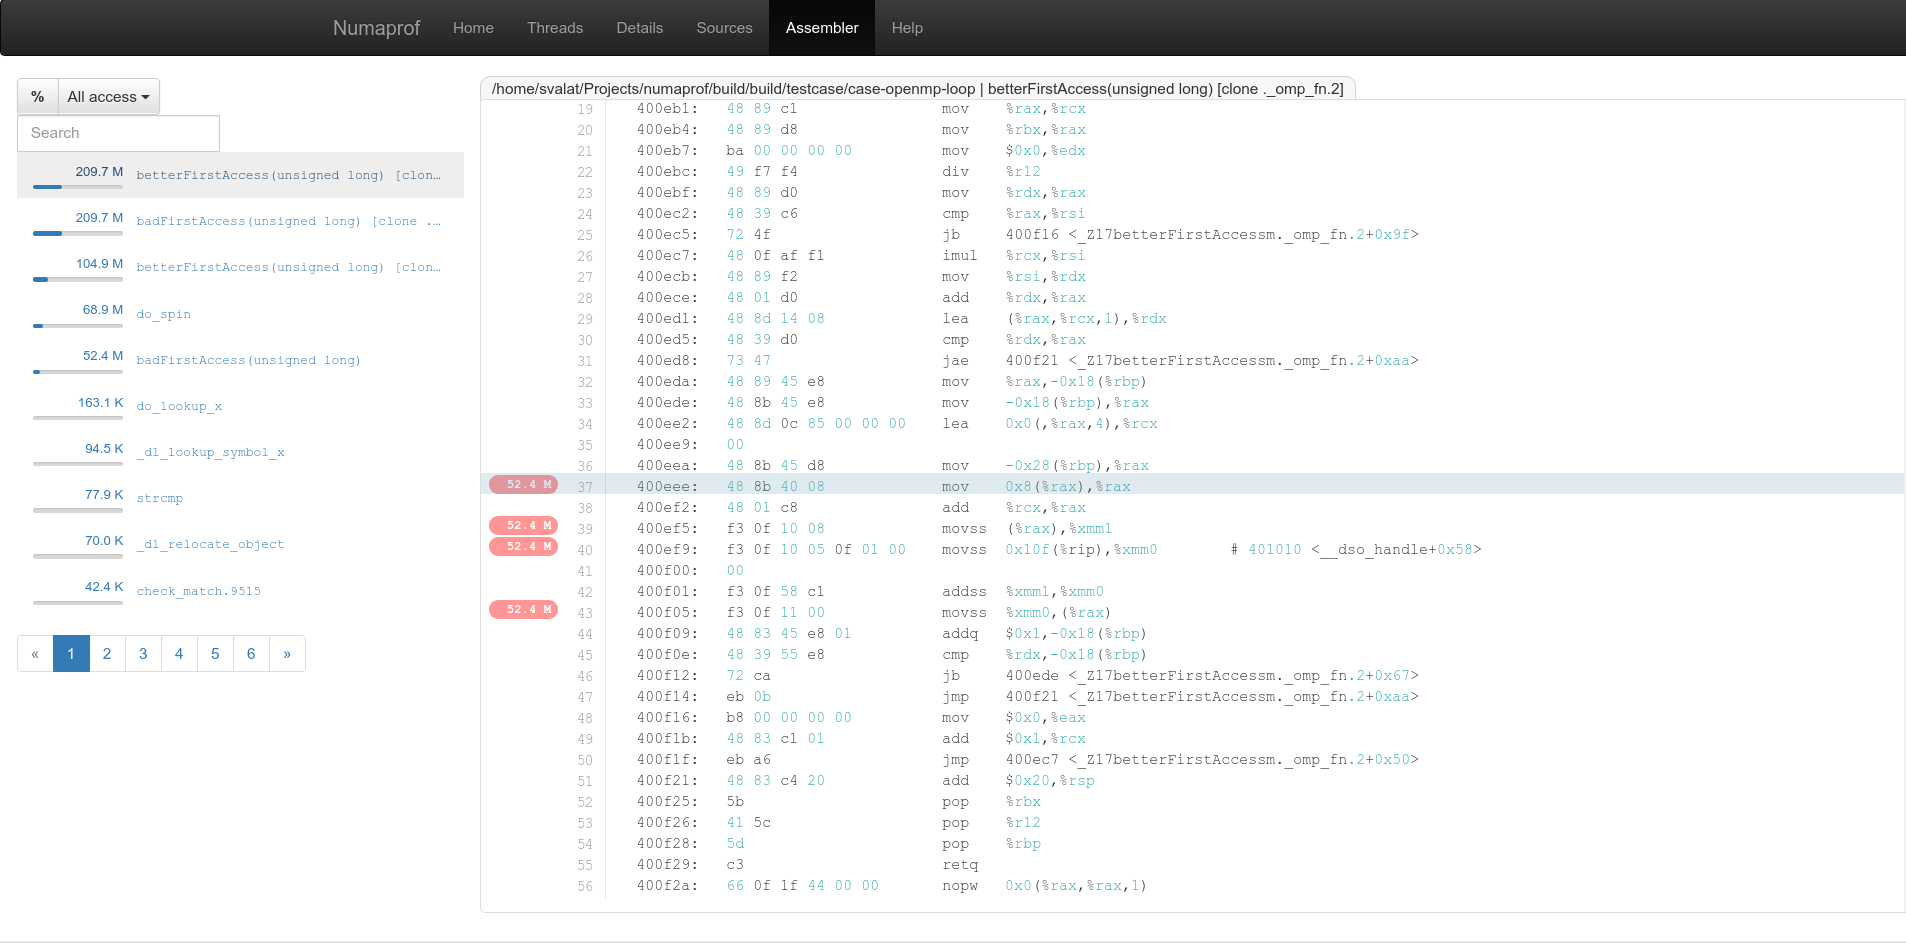 Numaprof Home Threads Details Sources Assembler Help
% All access
Search
209.7 M betterFirstAccess(unsigned long) [clon…
209.7 M badFirstAccess(unsigned long) [clone .…
104.9 M betterFirstAccess(unsigned long) [clon…
68.9 M do_spin
52.4 M badFirstAccess(unsigned long)
163.1 K do_lookup_x
94.5 K _dl_lookup_symbol_x
77.9 K strcmp
70.0 K _dl_relocate_object
42.4 K check_match.9515
« 1 2 3 4 5 6 »
/home/svalat/Projects/numaprof/build/build/testcase/case-openmp-loop | betterFirstAccess(unsigned long) [clone ._omp_fn.2]
19 400eb1: 48 89 c1 mov %rax,%rcx
20 400eb4: 48 89 d8 mov %rbx,%rax
21 400eb7: ba 00 00 00 00 mov $0x0,%edx
22 400ebc: 49 f7 f4 div %r12
23 400ebf: 48 89 d0 mov %rdx,%rax
24 400ec2: 48 39 c6 cmp %rax,%rsi
25 400ec5: 72 4f jb 400f16 <_Z17betterFirstAccessm._omp_fn.2+0x9f>
26 400ec7: 48 0f af f1 imul %rcx,%rsi
27 400ecb: 48 89 f2 mov %rsi,%rdx
28 400ece: 48 01 d0 add %rdx,%rax
29 400ed1: 48 8d 14 08 lea (%rax,%rcx,1),%rdx
30 400ed5: 48 39 d0 cmp %rdx,%rax
31 400ed8: 73 47 jae 400f21 <_Z17betterFirstAccessm._omp_fn.2+0xaa>
32 400eda: 48 89 45 e8 mov %rax,-0x18(%rbp)
33 400ede: 48 8b 45 e8 mov -0x18(%rbp),%rax
34 400ee2: 48 8d 0c 85 00 00 00 lea 0x0(,%rax,4),%rcx
35 400ee9: 00
36 400eea: 48 8b 45 d8 mov -0x28(%rbp),%rax
52.4 M 37 400eee: 48 8b 40 08 mov 0x8(%rax),%rax
38 400ef2: 48 01 c8 add %rcx,%rax
52.4 M 39 400ef5: f3 0f 10 08 movss (%rax),%xmm1
52.4 M 40 400ef9: f3 0f 10 05 0f 01 00 movss 0x10f(%rip),%xmm0 # 401010 <__dso_handle+0x58>
41 400f00: 00
42 400f01: f3 0f 58 c1 addss %xmm1,%xmm0
52.4 M 43 400f05: f3 0f 11 00 movss %xmm0,(%rax)
44 400f09: 48 83 45 e8 01 addq $0x1,-0x18(%rbp)
45 400f0e: 48 39 55 e8 cmp %rdx,-0x18(%rbp)
46 400f12: 72 ca jb 400ede <_Z17betterFirstAccessm._omp_fn.2+0x67>
47 400f14: eb 0b jmp 400f21 <_Z17betterFirstAccessm._omp_fn.2+0xaa>
48 400f16: b8 00 00 00 00 mov $0x0,%eax
49 400f1b: 48 83 c1 01 add $0x1,%rcx
50 400f1f: eb a6 jmp 400ec7 <_Z17betterFirstAccessm._omp_fn.2+0x50>
51 400f21: 48 83 c4 20 add $0x20,%rsp
52 400f25: 5b pop %rbx
53 400f26: 41 5c pop %r12
54 400f28: 5d pop %rbp
55 400f29: c3 retq
56 400f2a: 66 0f 1f 44 00 00 nopw 0x0(%rax,%rax,1)